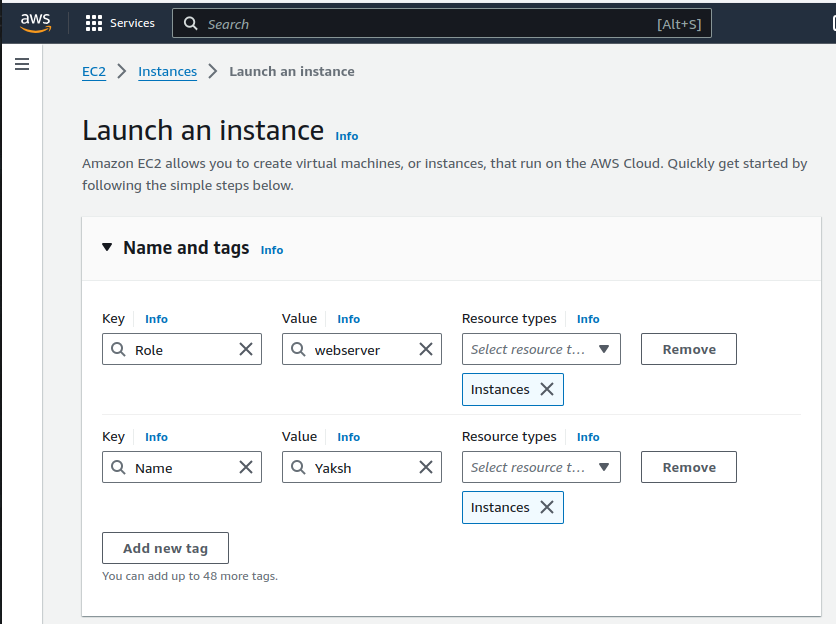 aws Services Search [Alt+S]
EC2 Instances Launch an instance
Launch an instance Info
Amazon EC2 allows you to create virtual machines, or instances, that run on the AWS Cloud. Quickly get started by
following the simple steps below.
Name and tags Info
Key Info Value Info Resource types Info
Role webserver Select resource t... Remove
Instances
Key Info Value Info Resource types Info
Name Yaksh Select resource t... Remove
Instances
Add new tag
You can add up to 48 more tags.